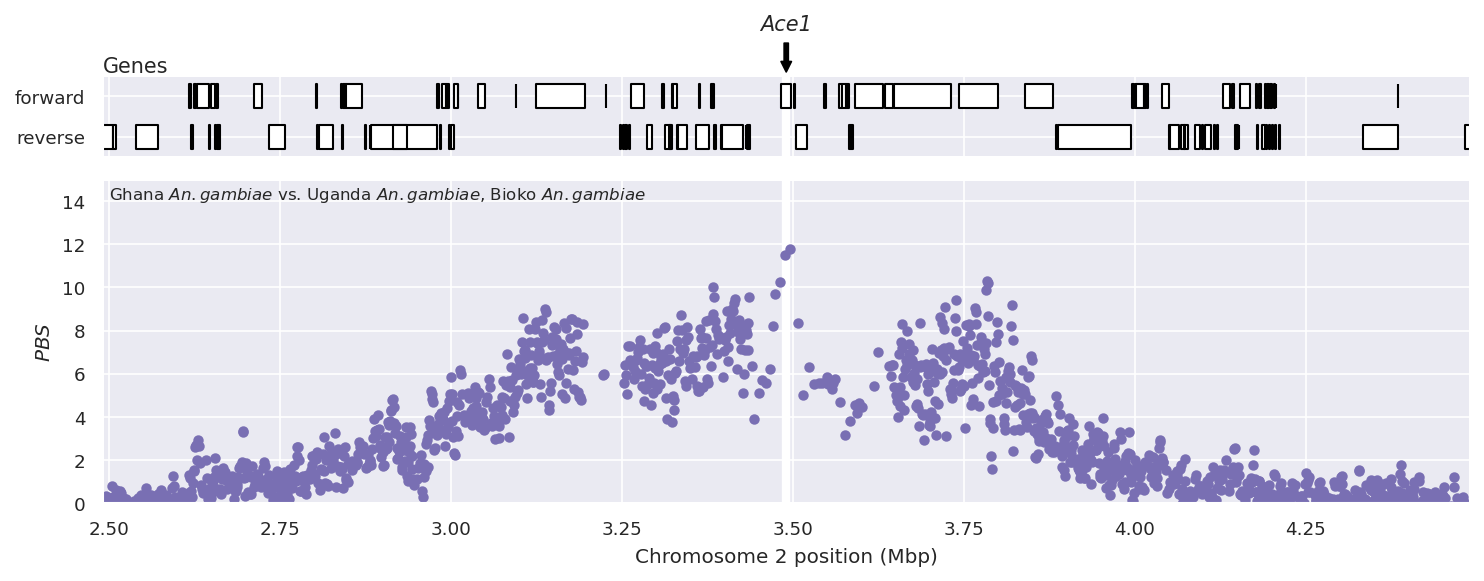 Ace1
Genes
forward
reverse
Ghana An. gambiae vs. Uganda An. gambiae, Bioko An. gambiae
14
12
10
8
6
4
2
0
PBS
2.50 2.75 3.00 3.25 3.50 3.75 4.00 4.25
Chromosome 2 position (Mbp)